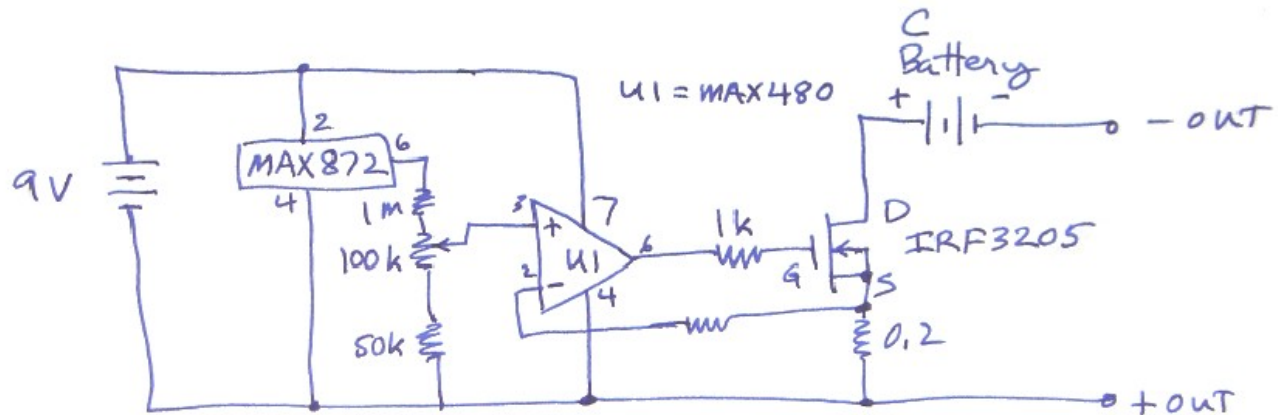 C
Battery
+ -
- OUT
U1 = MAX480
9V
2
MAX872
6
4
1M
100k
50k
3
+
7
U1
2
-
6
4
1k
G
D
IRF3205
S
0.2
+ OUT